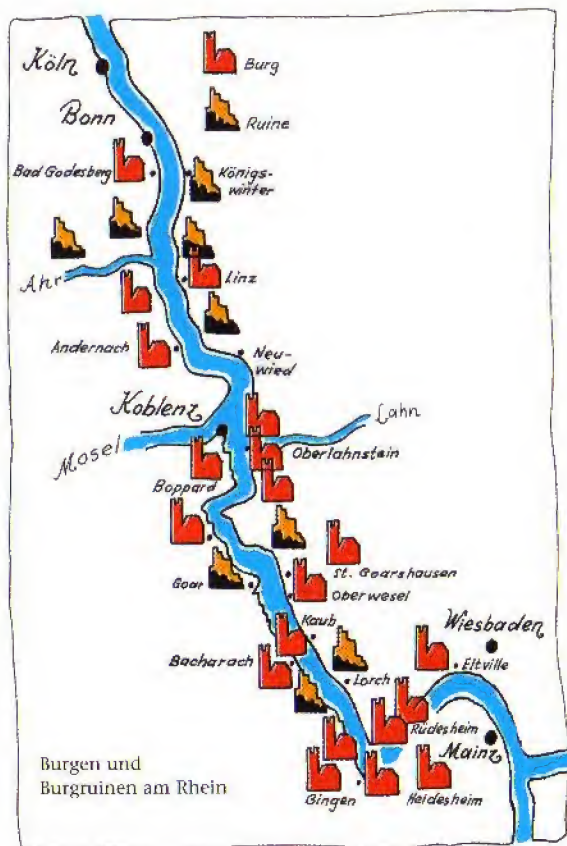 Köln
Burg
Bonn
Ruine
Bad Godesberg
Königs-
winter
Ahr
Linz
Andernach
Neu-
wied
Koblenz
Lahn
Mosel
Oberlahnstein
Boppard
St. Goarshausen
Goar
Oberwesel
Kaub
Wiesbaden
Bacharach
Eltville
Lorch
Rüdesheim
Mainz
Burgen und
Burgruinen am Rhein
Bingen
Heidesheim